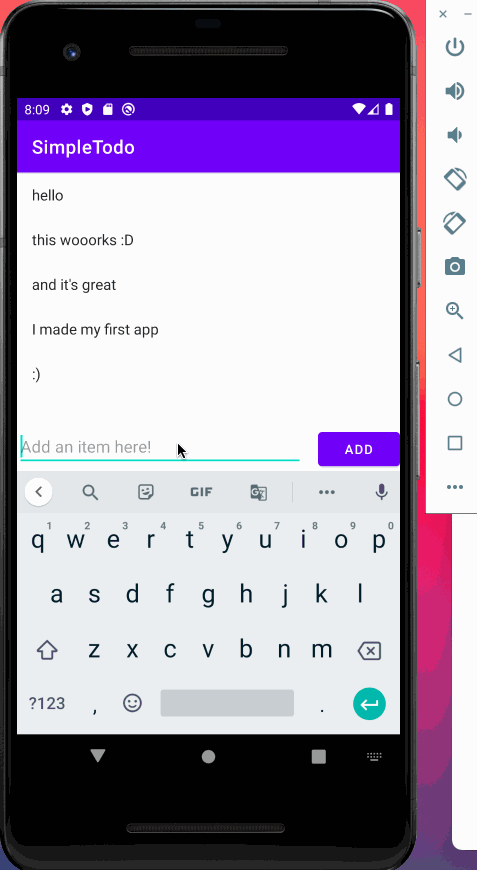 8:09
SimpleTodo
hello
this wooorks :D
and it's great
I made my first app
:)
Add an item here!
ADD
GIF
1 2 3 4 5 6 7 8 9 0
q w e r t y u i o p
a s d f g h j k l
z x c v b n m
?123 , .